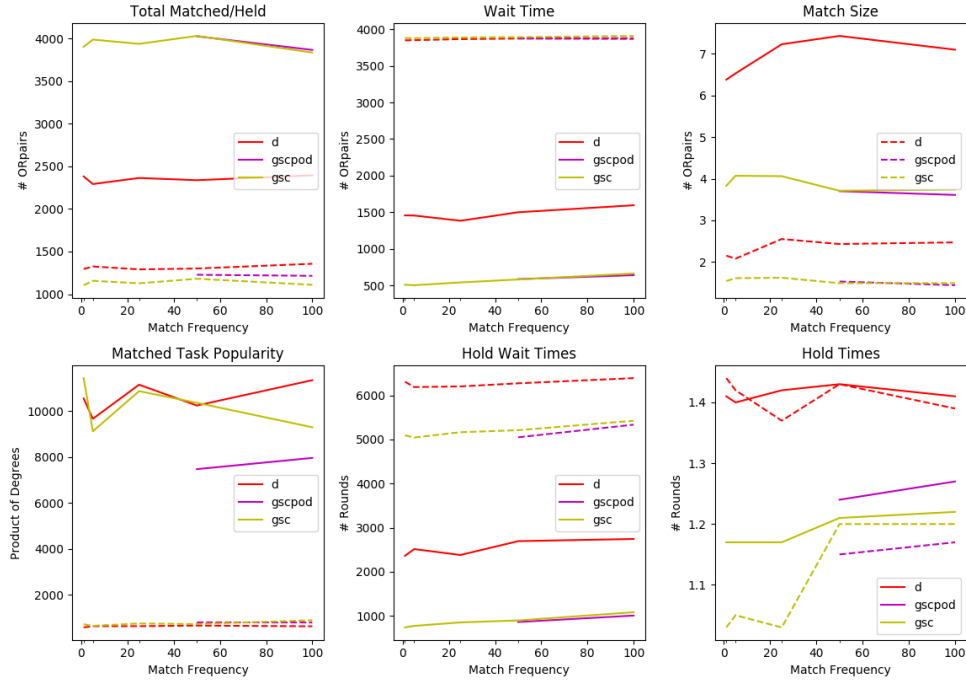 Total Matched/Held
# ORpairs
4000
3500
3000
2500
2000
1500
1000
d
gscpod
gsc
0 20 40 60 80 100
Match Frequency
Wait Time
# ORpairs
4000
3500
3000
2500
2000
1500
1000
500
d
gscpod
gsc
0 20 40 60 80 100
Match Frequency
Match Size
# ORpairs
7
6
5
4
3
2
d
gscpod
gsc
0 20 40 60 80 100
Match Frequency
Matched Task Popularity
Product of Degrees
10000
8000
6000
4000
2000
d
gscpod
gsc
0 20 40 60 80 100
Match Frequency
Hold Wait Times
# Rounds
6000
5000
4000
3000
2000
1000
d
gscpod
gsc
0 20 40 60 80 100
Match Frequency
Hold Times
# Rounds
1.4
1.3
1.2
1.1
d
gscpod
gsc
0 20 40 60 80 100
Match Frequency